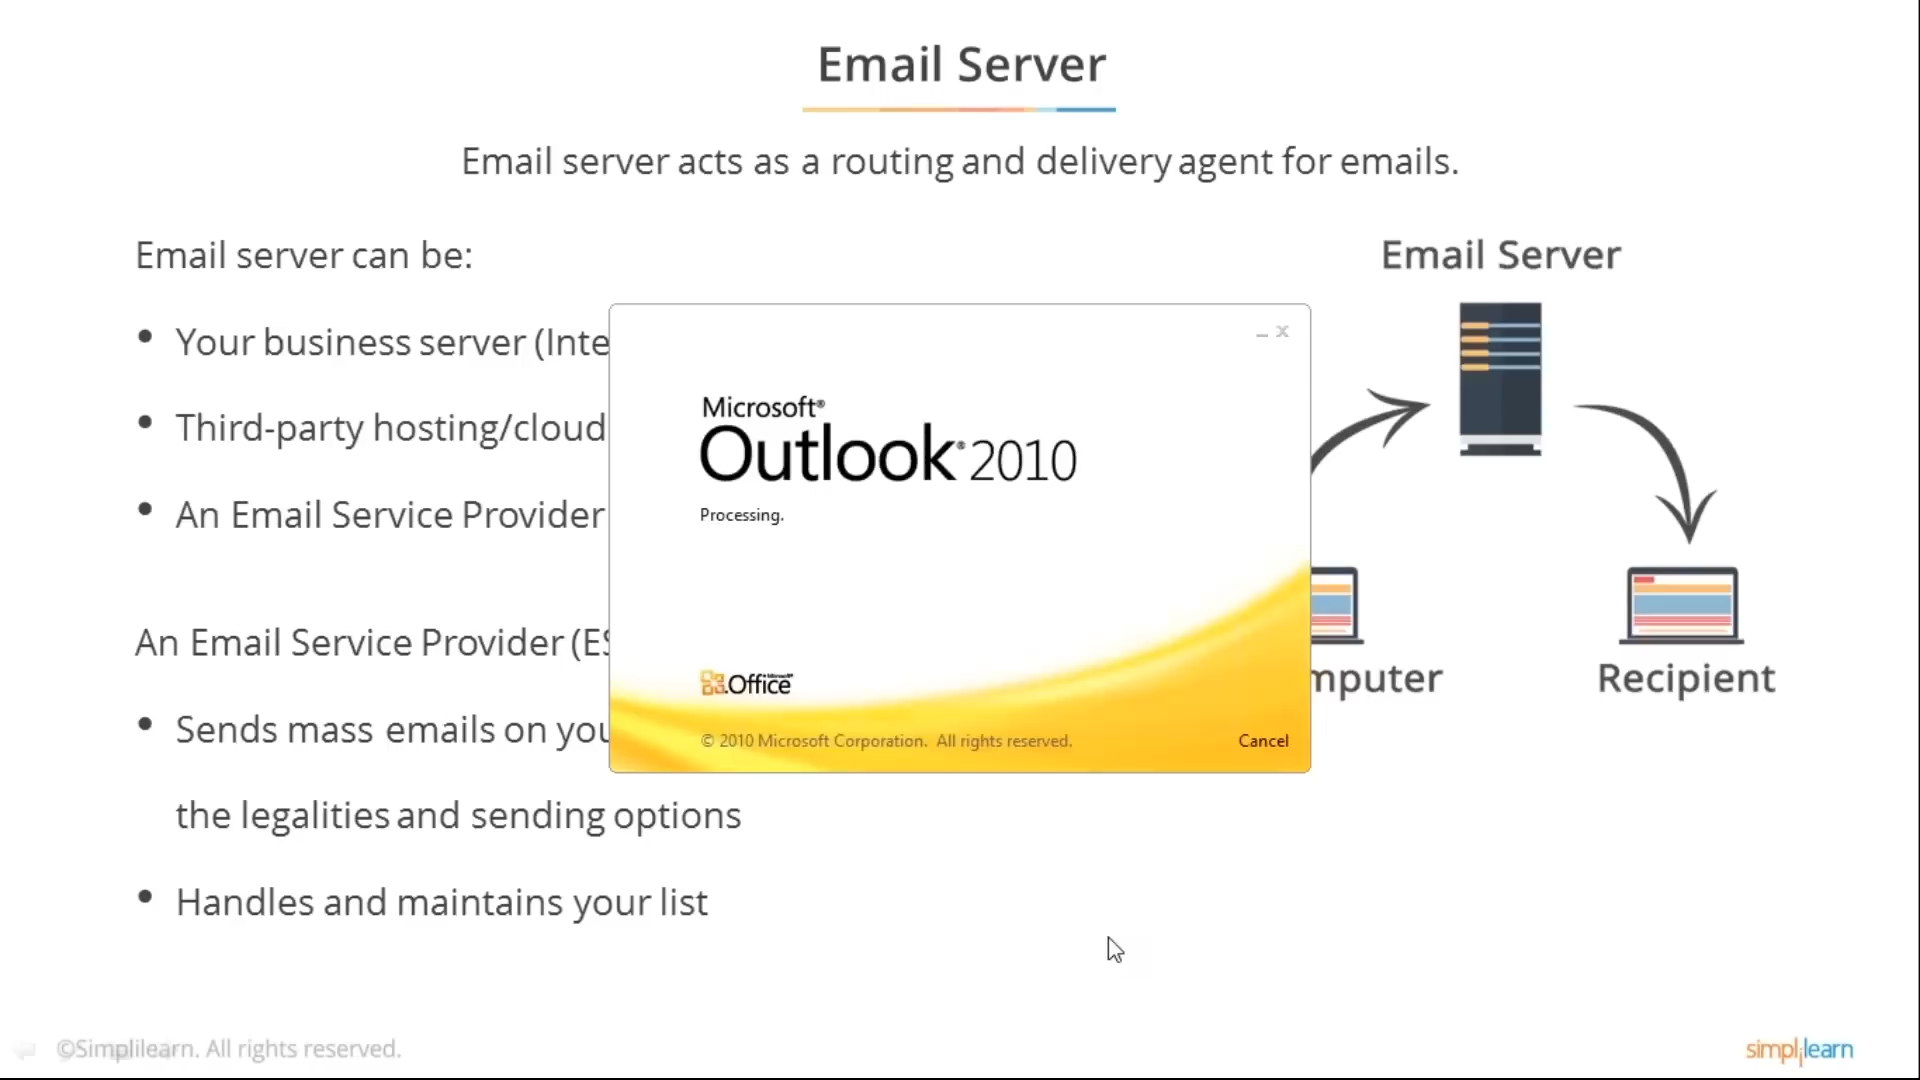 Email Server
Email server acts as a routing and delivery agent for emails.
Email server can be:
• Your business server (Inte
• Third-party hosting/cloud
• An Email Service Provider
An Email Service Provider (ES
• Sends mass emails on you
the legalities and sending options
• Handles and maintains your list
Microsoft®
Outlook® 2010
Processing.
Microsoft® Office
© 2010 Microsoft Corporation. All rights reserved.
Cancel
Email Server
mputer
Recipient
©Simplilearn. All rights reserved.
simplilearn